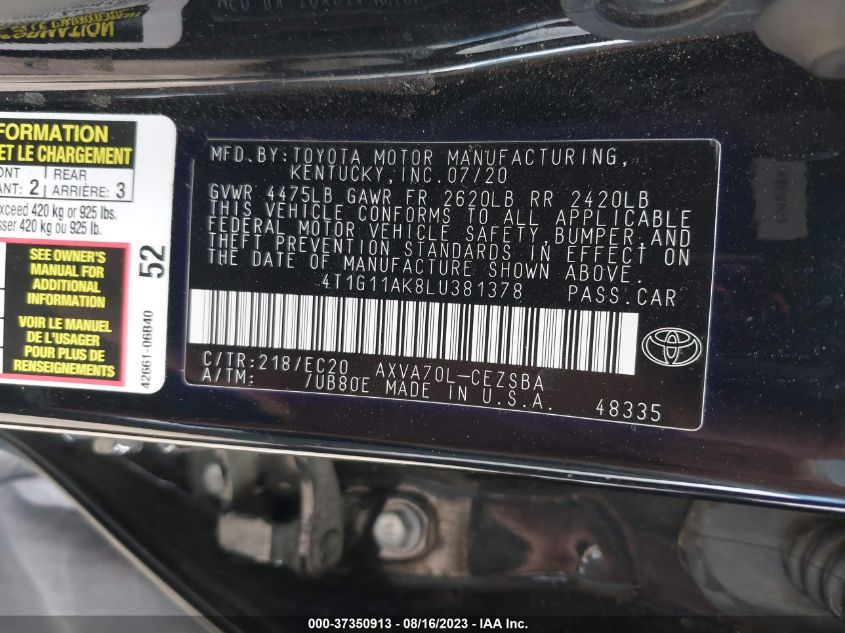 FORMATION
ET LE CHARGEMENT
REAR
ANT: 2 ARRIÈRE: 3
exceed 420 kg or 925 lbs.
sser 420 kg ou 925 lb.
SEE OWNER'S
MANUAL FOR
ADDITIONAL
INFORMATION
VOIR LE MANUEL
DE L'USAGER
POUR PLUS DE
RENSEIGNEMENTS
52
42661-06B40
MFD. BY: TOYOTA MOTOR MANUFACTURING,
KENTUCKY, INC. 07/20
GVWR 4475LB GAWR FR 2620LB RR 2420LB
THIS VEHICLE CONFORMS TO ALL APPLICABLE
FEDERAL MOTOR VEHICLE SAFETY, BUMPER, AND
THEFT PREVENTION STANDARDS IN EFFECT ON
THE DATE OF MANUFACTURE SHOWN ABOVE.
4T1G11AK8LU381378 PASS.CAR
C/TR: 218/EC20 AXVA70L-CEZSBA
A/TM: 7UB80E MADE IN U.S.A.
48335
000-37350913 - 08/16/2023 - IAA Inc.